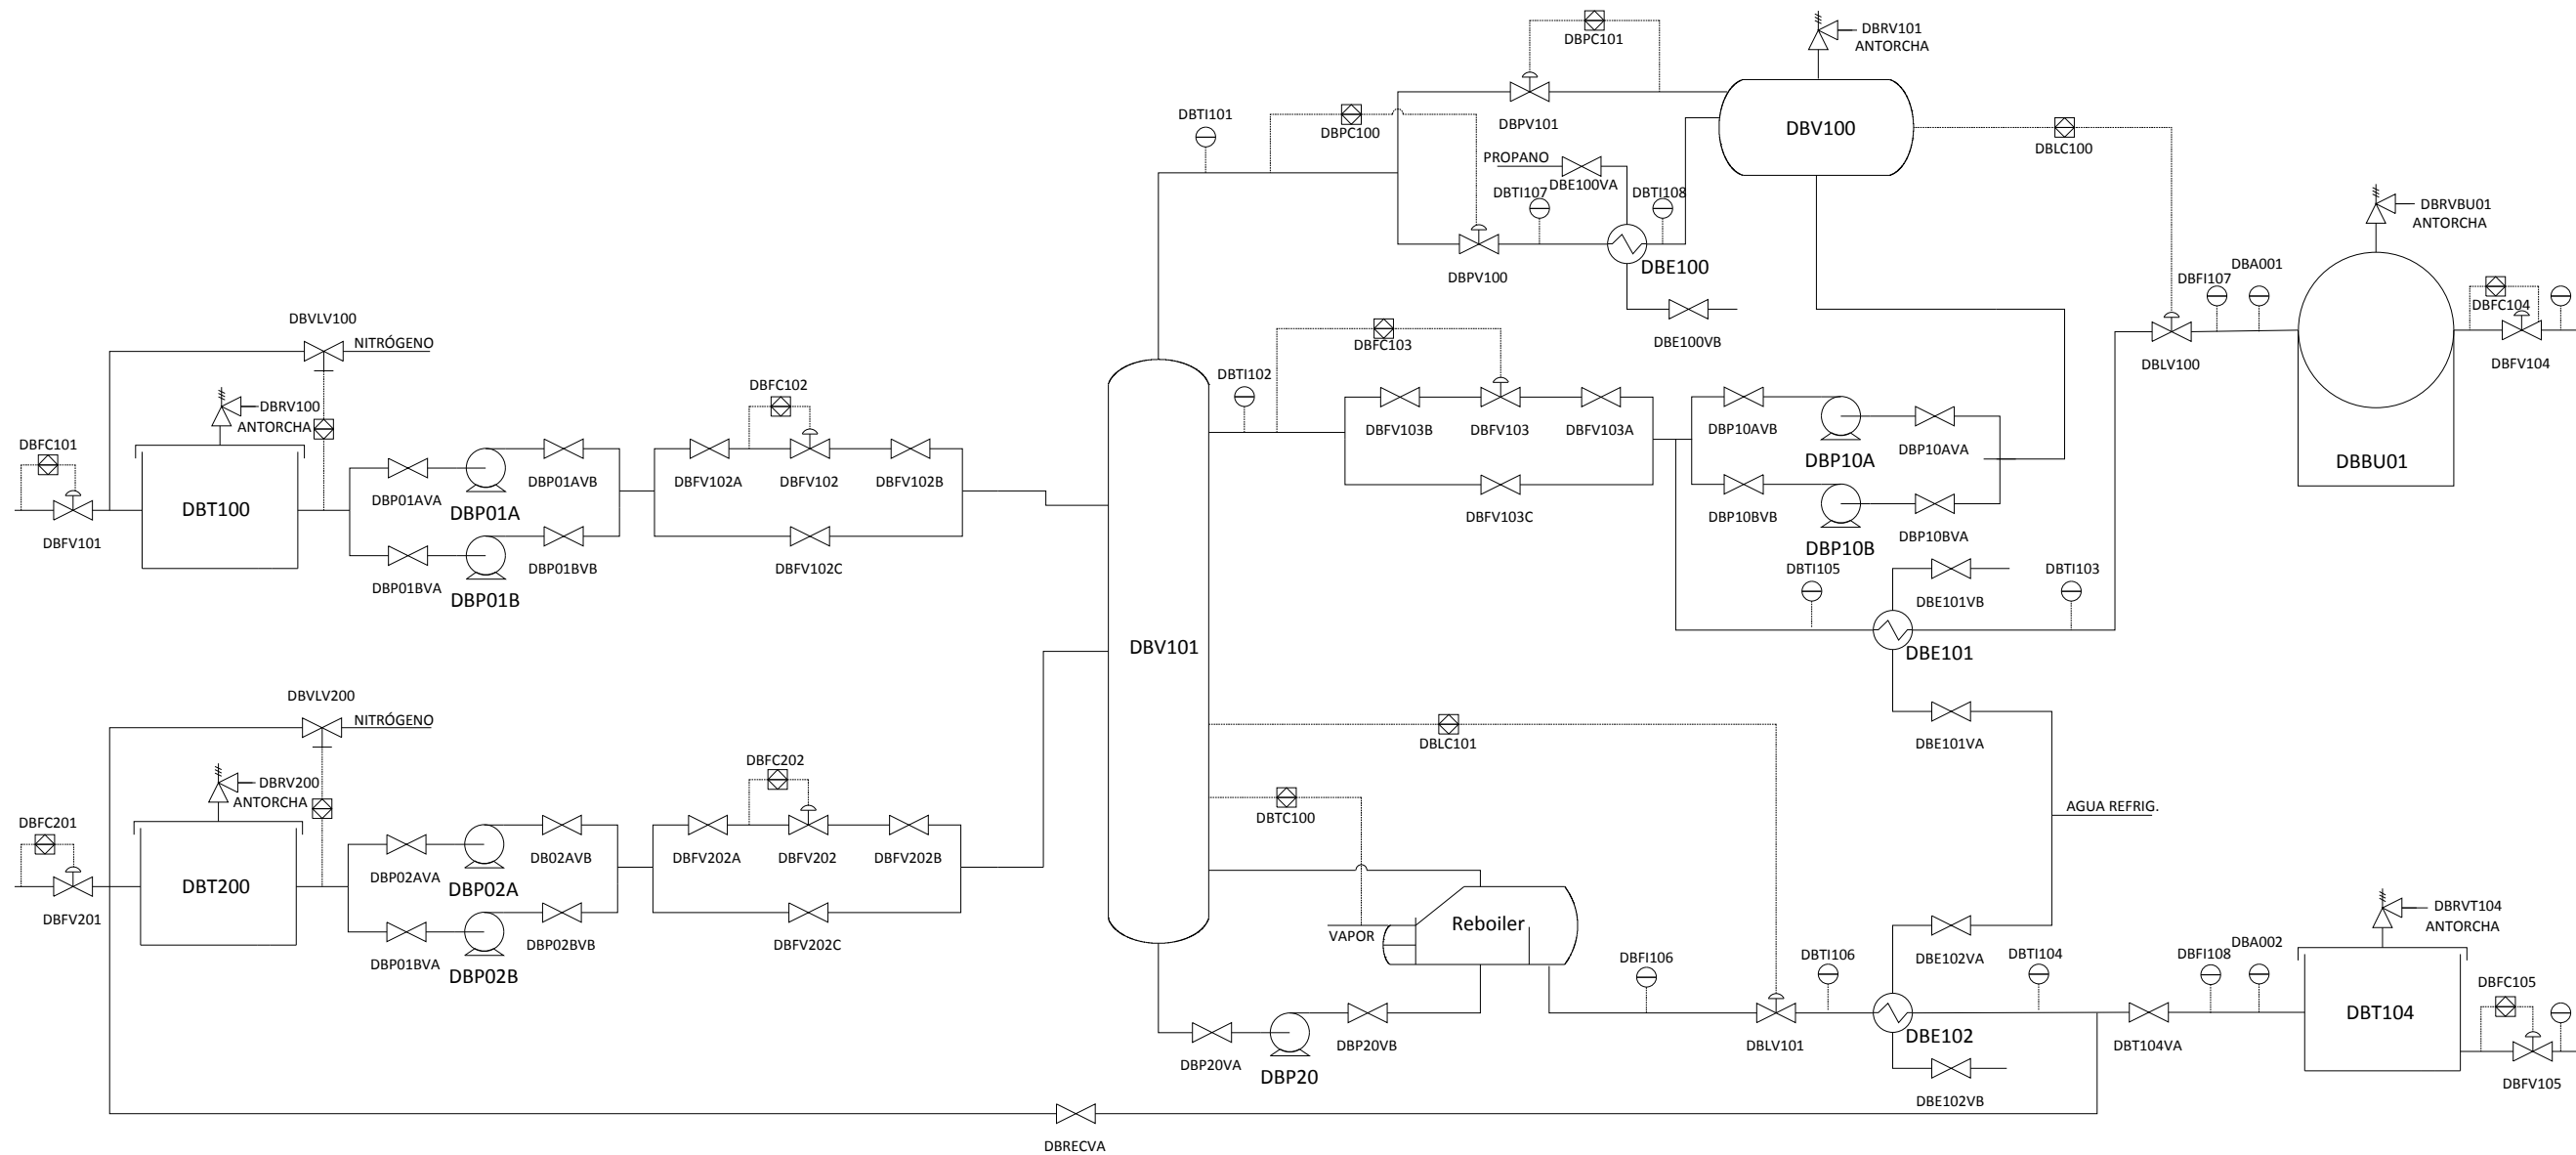 DBPC101
DBRV101
ANTORCHA
DBTI101
DBPC100
DBPV101
DBV100
DBLC100
PROPANO
DBE100VA
DBTI107
DBTI108
DBRVBU01
ANTORCHA
DBPV100
DBE100
DBFI107
DBA001
DBFC104
DBVLV100
NITRÓGENO
DBFC103
DBE100VB
DBLV100
DBFV104
DBTI102
DBFC102
DBRV100
ANTORCHA
DBFV103B
DBFV103
DBFV103A
DBP10AVB
DBP10A
DBP10AVA
DBBU01
DBFC101
DBP01AVA
DBP01AVB
DBFV102A
DBFV102
DBFV102B
DBT100
DBP01A
DBFV103C
DBP10BVB
DBP10B
DBP10BVA
DBFV101
DBP01BVA
DBP01BVB
DBP01B
DBFV102C
DBTI105
DBTI103
DBE101VB
DBV101
DBE101
DBVLV200
NITRÓGENO
DBLC101
DBE101VA
DBFC202
DBRV200
ANTORCHA
DBTC100
AGUA REFRIG.
DBFC201
DBP02AVA
DB02AVB
DBFV202A
DBFV202
DBFV202B
DBT200
DBP02A
DBFV201
DBP01BVA
DBP02BVB
DBP02B
DBFV202C
VAPOR
Reboiler
DBRVT104
ANTORCHA
DBFI106
DBTI106
DBE102VA
DBTI104
DBFI108
DBA002
DBFC105
DBT104
DBP20VA
DBP20VB
DBP20
DBLV101
DBE102
DBT104VA
DBFV105
DBE102VB
DBRECVA